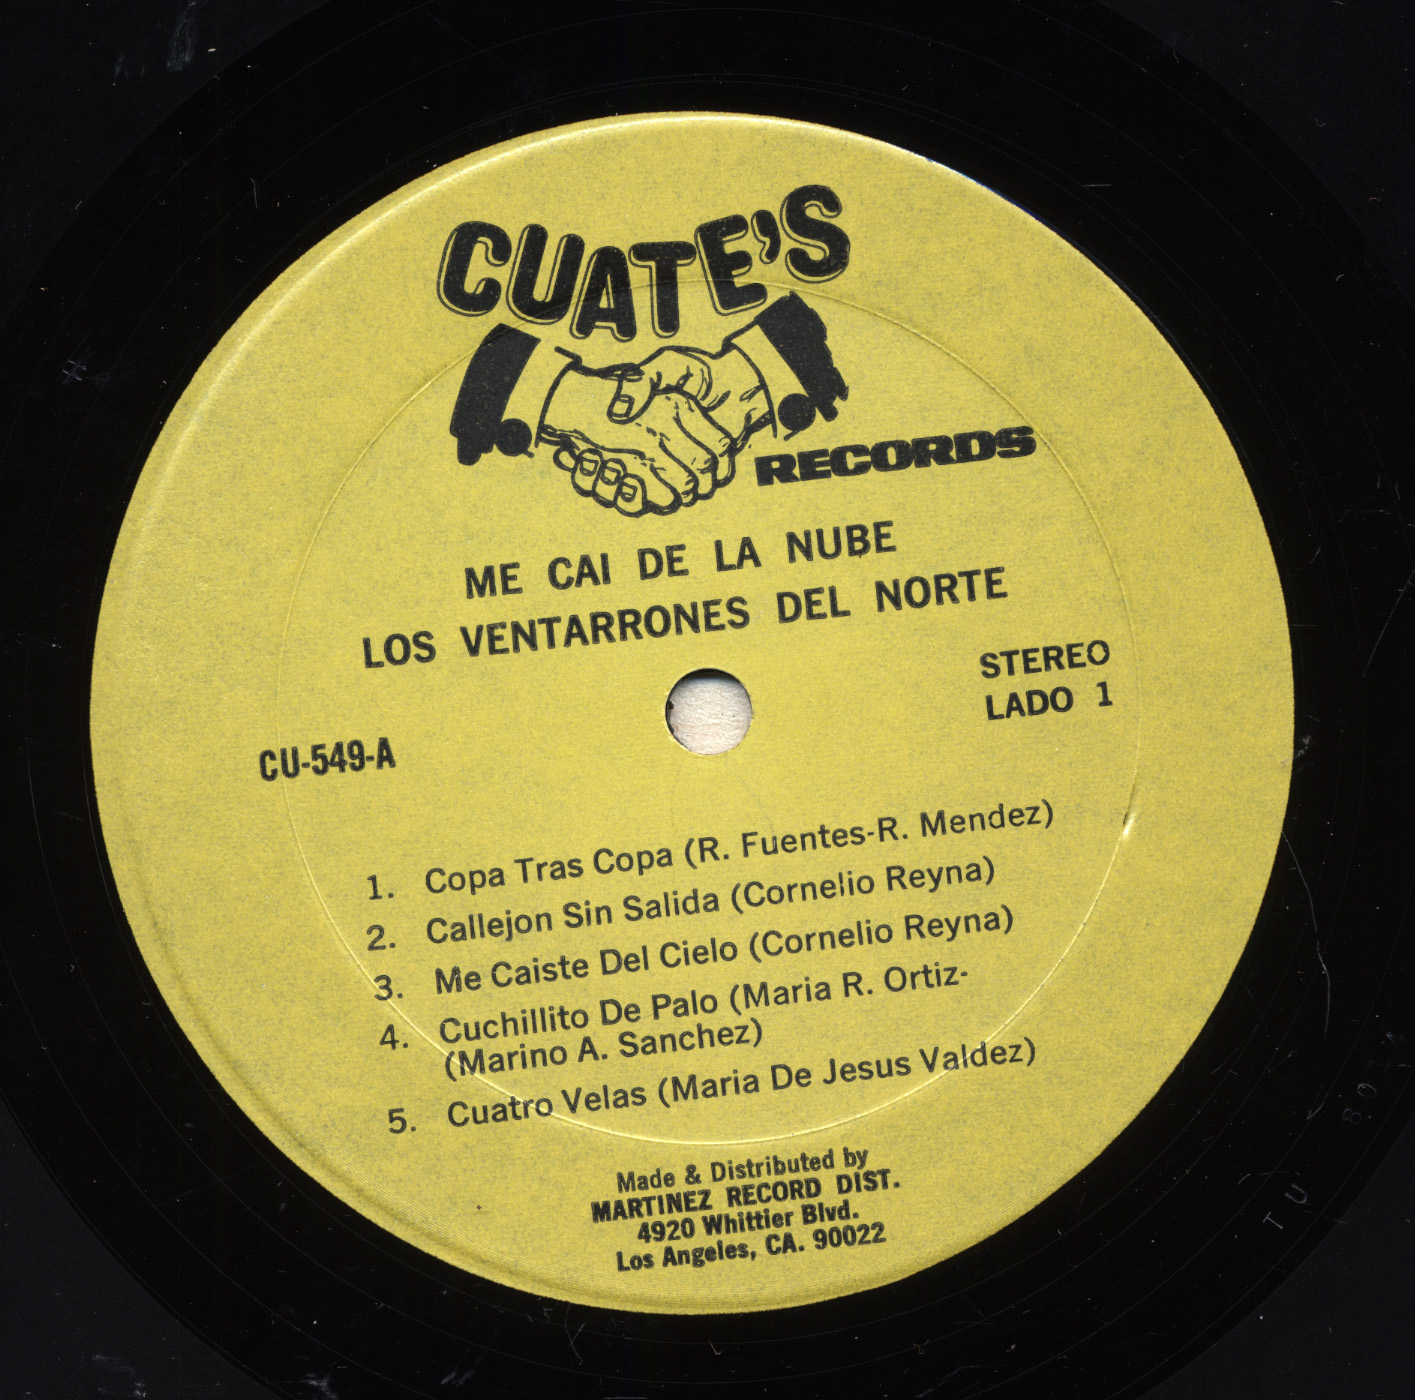 CUATE'S
RECORDS
ME CAI DE LA NUBE
LOS VENTARRONES DEL NORTE
STEREO
LADO 1
CU-549-A
1. Copa Tras Copa (R. Fuentes-R. Mendez)
2. Callejon Sin Salida (Cornelio Reyna)
3. Me Caiste Del Cielo (Cornelio Reyna)
4. Cuchillito De Palo (Maria R. Ortiz-
(Marino A. Sanchez)
5. Cuatro Velas (Maria De Jesus Valdez)
Made & Distributed by
MARTINEZ RECORD DIST.
4920 Whittier Blvd.
Los Angeles, CA. 90022